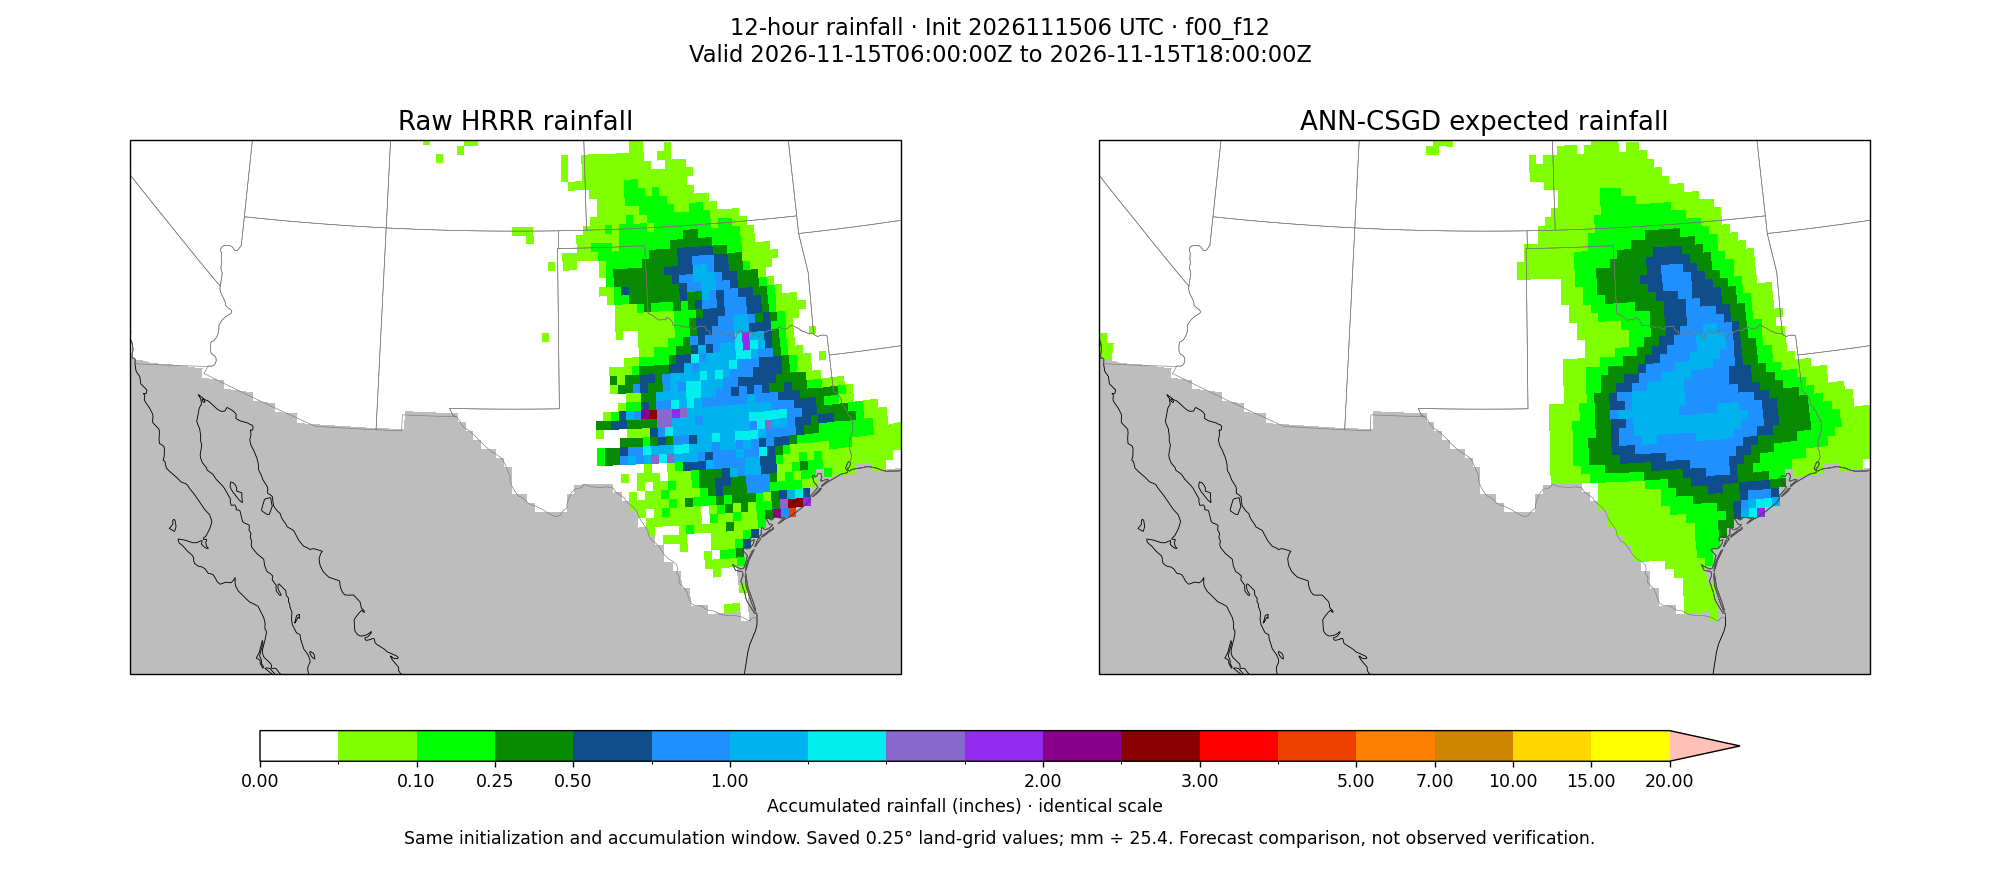 12-hour rainfall · Init 2026111506 UTC · f00_f12
Valid 2026-11-15T06:00:00Z to 2026-11-15T18:00:00Z
Raw HRRR rainfall
ANN-CSGD expected rainfall
0.00 0.10 0.25 0.50 1.00 2.00 3.00 5.00 7.00 10.00 15.00 20.00
Accumulated rainfall (inches) · identical scale
Same initialization and accumulation window. Saved 0.25° land-grid values; mm ÷ 25.4. Forecast comparison, not observed verification.